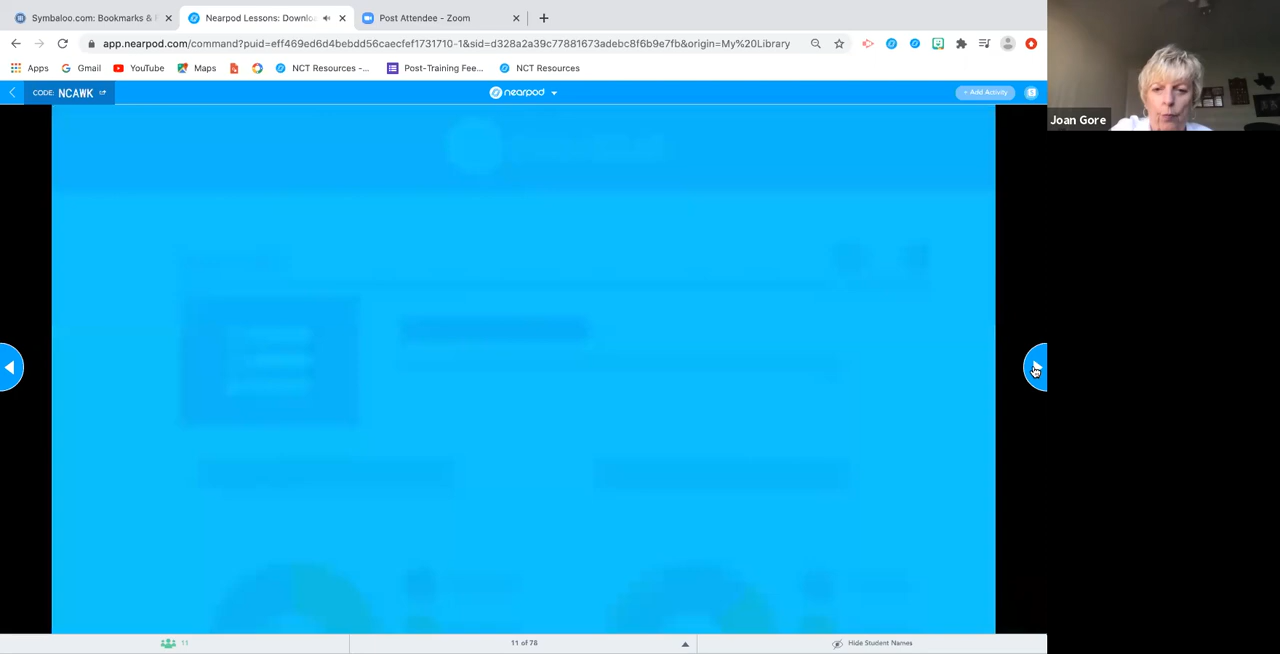 Symbaloo.com: Bookmarks &
Nearpod Lessons: Downlo
Post Attendee - Zoom
app.nearpod.com/command?puid=eff469ed6d4bebdd56caecfef1731710-1&sid=d328a2a39c77881673adebc8f6b9e7fb&origin=My%20Library
Apps
Gmail
YouTube
Maps
NCT Resources -...
Post-Training Fee...
NCT Resources
CODE: NCAWK
nearpod
+ Add Activity
Joan Gore
11
11 of 78
Hide Student Names